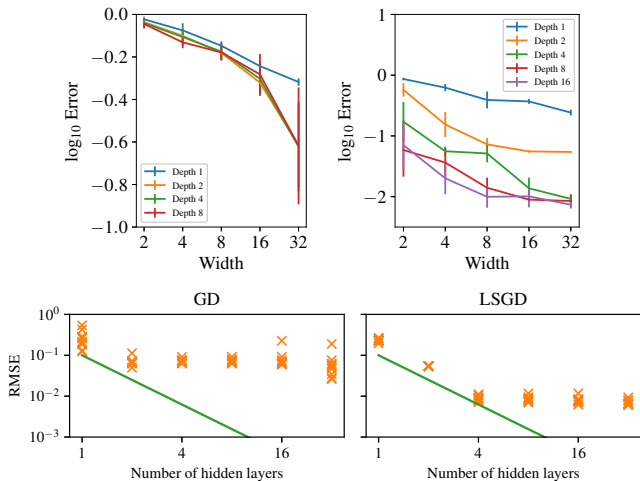 0.0
−0.2
−0.4
−0.6
−0.8
−1.0
log₁₀ Error
Depth 1
Depth 2
Depth 4
Depth 8
2 4 8 16 32
Width
0
−1
−2
log₁₀ Error
Depth 1
Depth 2
Depth 4
Depth 8
Depth 16
2 4 8 16 32
Width
GD
10⁰
10⁻¹
10⁻²
10⁻³
RMSE
1 4 16
Number of hidden layers
LSGD
1 4 16
Number of hidden layers